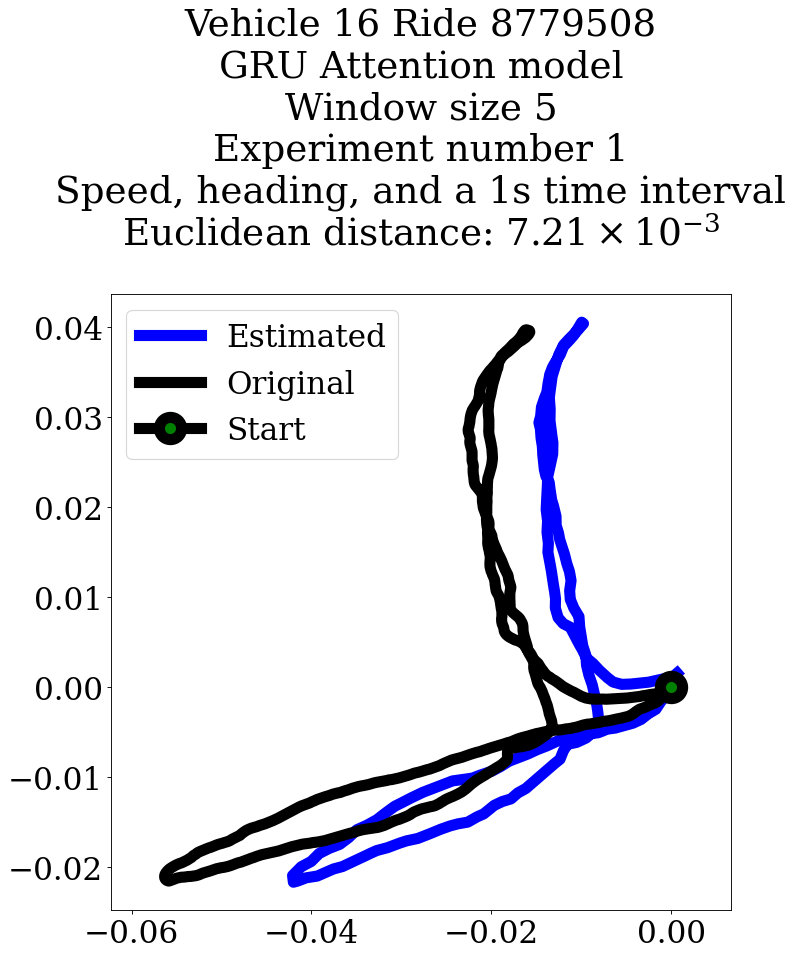 Vehicle 16 Ride 8779508
GRU Attention model
Window size 5
Experiment number 1
Speed, heading, and a 1s time interval
Euclidean distance: 7.21 × 10⁻³
Estimated
Original
Start
0.04
0.03
0.02
0.01
0.00
−0.01
−0.02
−0.06 −0.04 −0.02 0.00